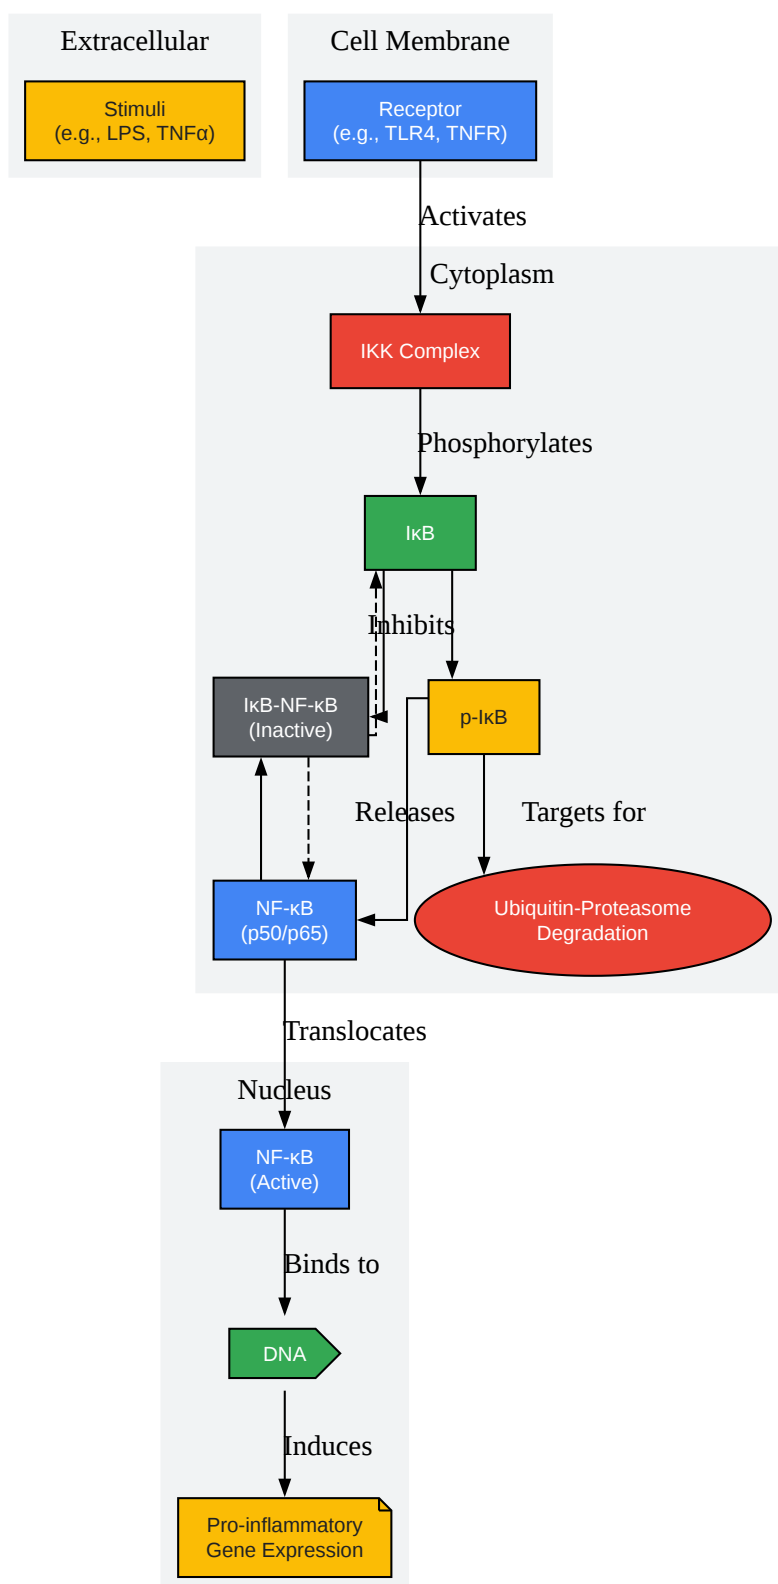 Extracellular
Cell Membrane
Stimuli
(e.g., LPS, TNFα)
Receptor
(e.g., TLR4, TNFR)
Activates
Cytoplasm
IKK Complex
Phosphorylates
IκB
Inhibits
IκB-NF-κB
(Inactive)
p-IκB
Releases
Targets for
NF-κB
(p50/p65)
Ubiquitin-Proteasome
Degradation
Translocates
Nucleus
NF-κB
(Active)
Binds to
DNA
Induces
Pro-inflammatory
Gene Expression